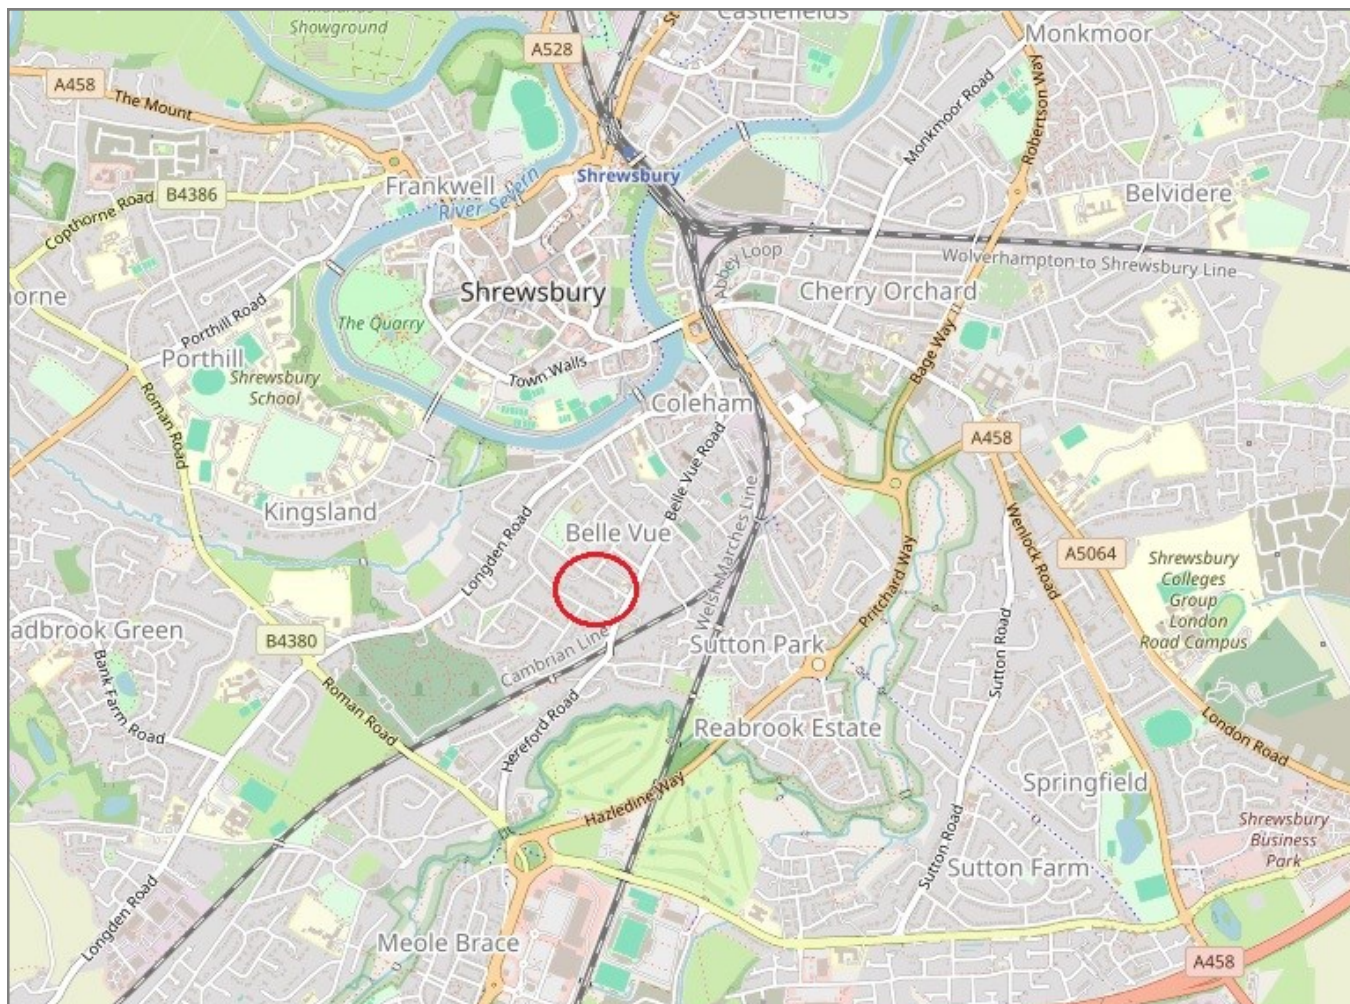 Showground
Castlefields
Monkmoor
A528
A458
The Mount
Monkmoor Road
Robertson Way
Shrewsbury
Frankwell
River Severn
B4386
Copthorne Road
Belvidere
Abbey Loop
Wolverhampton to Shrewsbury Line
Shrewsbury
Cherry Orchard
Porthill Road
The Quarry
Bage Way
Porthill
Shrewsbury
School
Town Walls
Roman Road
Coleham
A458
Belle Vue Road
Kingsland
Longden Road
Belle Vue
Welsh Marches Line
Wenlock Road
A5064
Shrewsbury
Colleges
Group
London
Road Campus
Pritchard Way
adbrook Green
B4380
Cambrian Line
Sutton Park
Sutton Road
Bank Farm Road
Roman Road
Hereford Road
Reabrook Estate
London Road
Hazledine Way
Springfield
Shrewsbury
Business
Park
Sutton Road
Sutton Farm
Longden Road
Meole Brace
A458